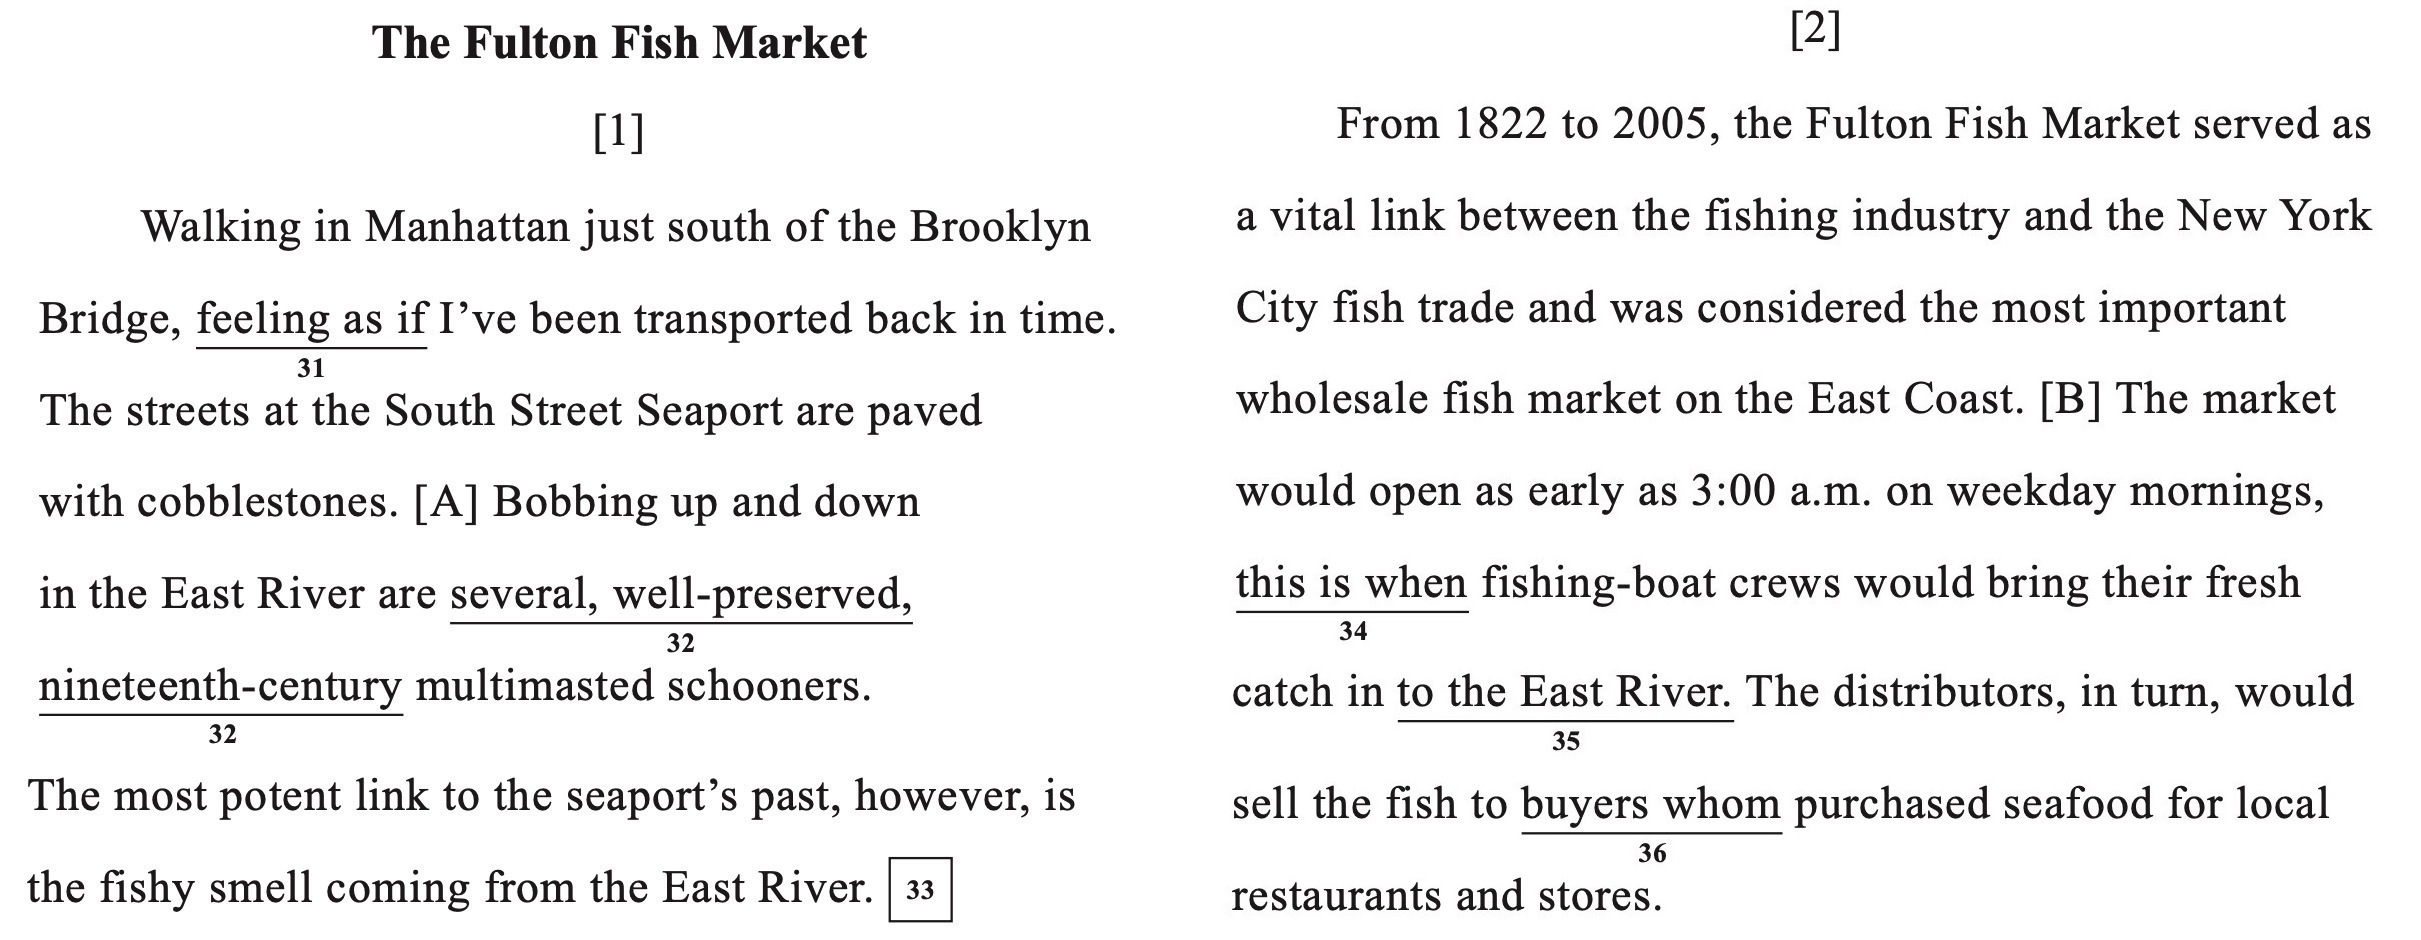 The Fulton Fish Market
[1]
Walking in Manhattan just south of the Brooklyn
Bridge, feeling as if I've been transported back in time.
31
The streets at the South Street Seaport are paved
with cobblestones. [A] Bobbing up and down
in the East River are several, well-preserved,
32
nineteenth-century multimasted schooners.
32
The most potent link to the seaport's past, however, is
the fishy smell coming from the East River. 33
[2]
From 1822 to 2005, the Fulton Fish Market served as
a vital link between the fishing industry and the New York
City fish trade and was considered the most important
wholesale fish market on the East Coast. [B] The market
would open as early as 3:00 a.m. on weekday mornings,
this is when fishing-boat crews would bring their fresh
34
catch in to the East River. The distributors, in turn, would
35
sell the fish to buyers whom purchased seafood for local
36
restaurants and stores.